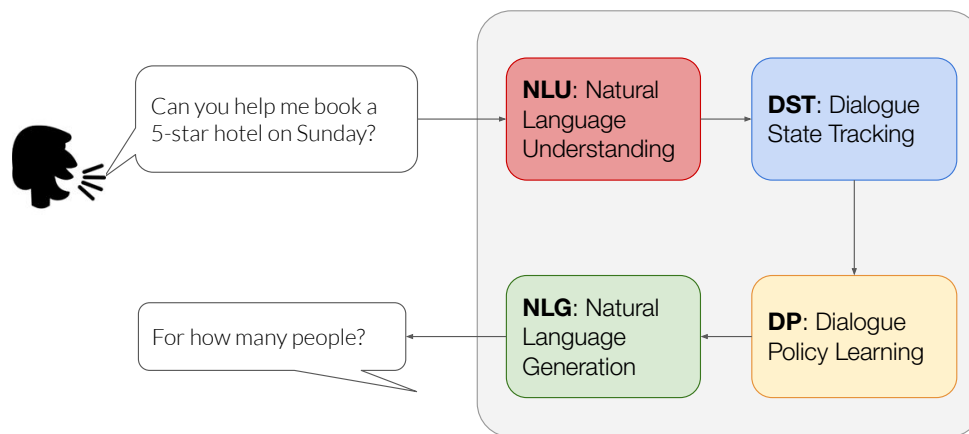 Can you help me book a
5-star hotel on Sunday?
NLU: Natural
Language
Understanding
DST: Dialogue
State Tracking
For how many people?
NLG: Natural
Language
Generation
DP: Dialogue
Policy Learning